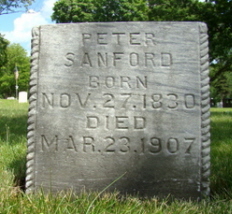 PETER
SANFORD
BORN
NOV. 27. 1830
DIED
MAR. 23. 1907